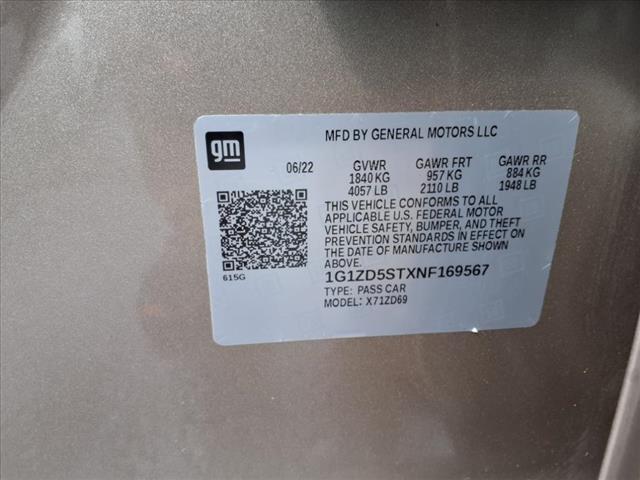 gm
MFD BY GENERAL MOTORS LLC
06/22 GVWR GAWR FRT GAWR RR
1840 KG 957 KG 884 KG
4057 LB 2110 LB 1948 LB
THIS VEHICLE CONFORMS TO ALL
APPLICABLE U.S. FEDERAL MOTOR
VEHICLE SAFETY, BUMPER, AND THEFT
PREVENTION STANDARDS IN EFFECT ON
THE DATE OF MANUFACTURE SHOWN
ABOVE.
615G
1G1ZD5STXNF169567
TYPE: PASS CAR
MODEL: X71ZD69